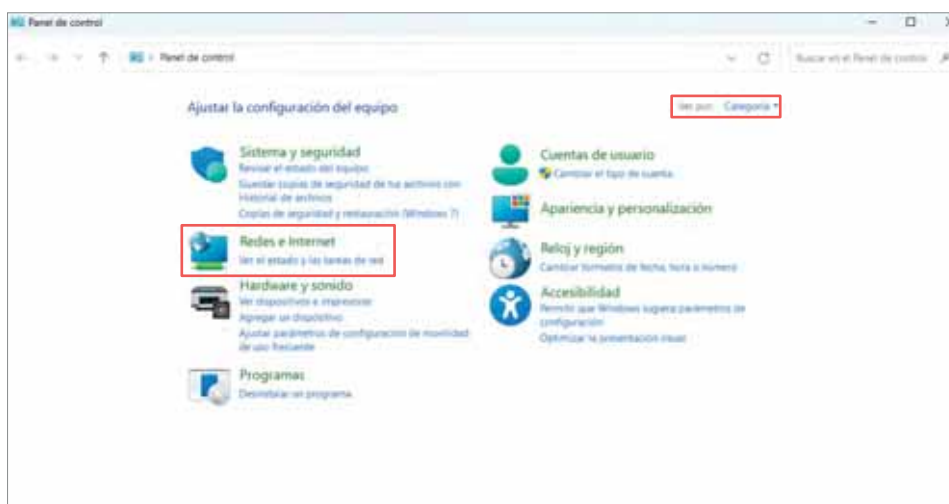 Panel de control
Panel de control
Buscar en el Panel de control
Ajustar la configuración del equipo
Ver por: Categoría
Sistema y seguridad
Revisar el estado del equipo
Guardar copias de seguridad de tus archivos con
Historial de archivos
Copias de seguridad y restauración (Windows 7)
Redes e Internet
Ver el estado y las tareas de red
Hardware y sonido
Ver dispositivos e impresoras
Agregar un dispositivo
Ajustar parámetros de configuración de movilidad
de uso frecuente
Programas
Desinstalar un programa
Cuentas de usuario
Cambiar el tipo de cuenta
Apariencia y personalización
Reloj y región
Cambiar formatos de fecha, hora o número
Accesibilidad
Permitir que Windows sugiera parámetros de
configuración
Optimizar la presentación visual